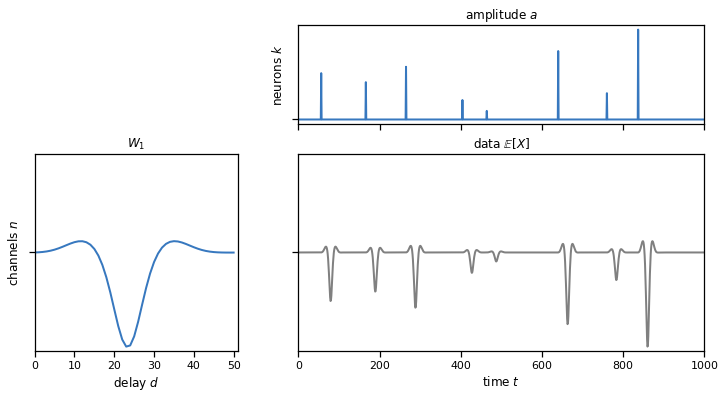 amplitude a
neurons k
W₁
data 𝔼[X]
channels n
0 10 20 30 40 50
0 200 400 600 800 1000
delay d
time t